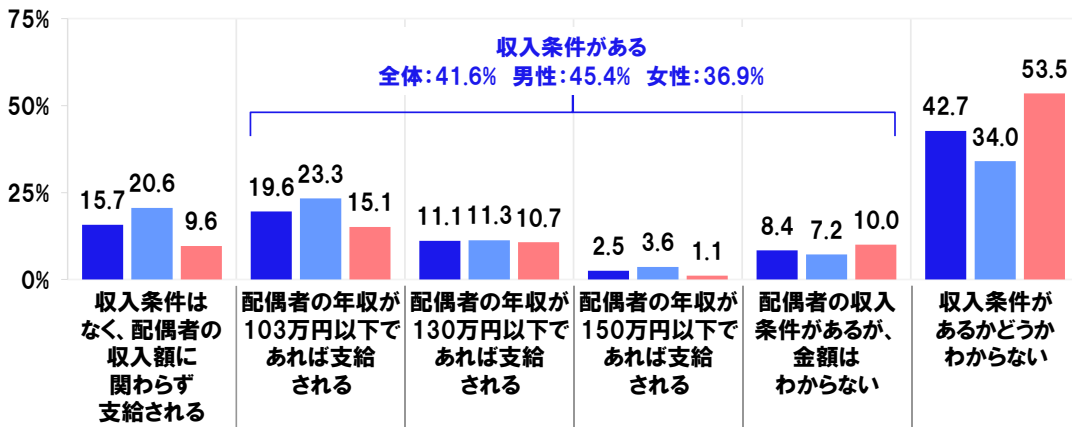 75%
収入条件がある
全体：41.6% 男性：45.4% 女性：36.9%
53.5
50%
42.7
34.0
25%
15.7 20.6 9.6
19.6 23.3 15.1
11.1 11.3 10.7
2.5 3.6 1.1
8.4 7.2 10.0
0%
収入条件は
なく、配偶者の
収入額に
関わらず
支給される
配偶者の年収が
103万円以下で
あれば支給
される
配偶者の年収が
130万円以下で
あれば支給
される
配偶者の年収が
150万円以下で
あれば支給
される
配偶者の収入
条件があるが、
金額は
わからない
収入条件が
あるかどうか
わからない